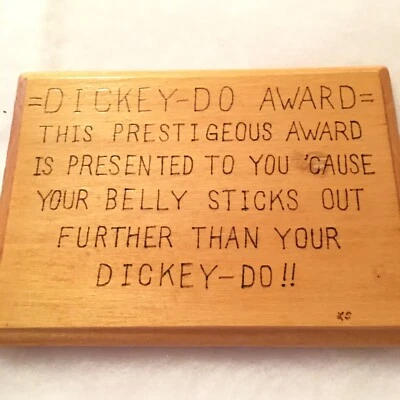 =DICKEY-DO AWARD=
THIS PRESTIGEOUS AWARD
IS PRESENTED TO YOU 'CAUSE
YOUR BELLY STICKS OUT
FURTHER THAN YOUR
DICKEY-DO!!